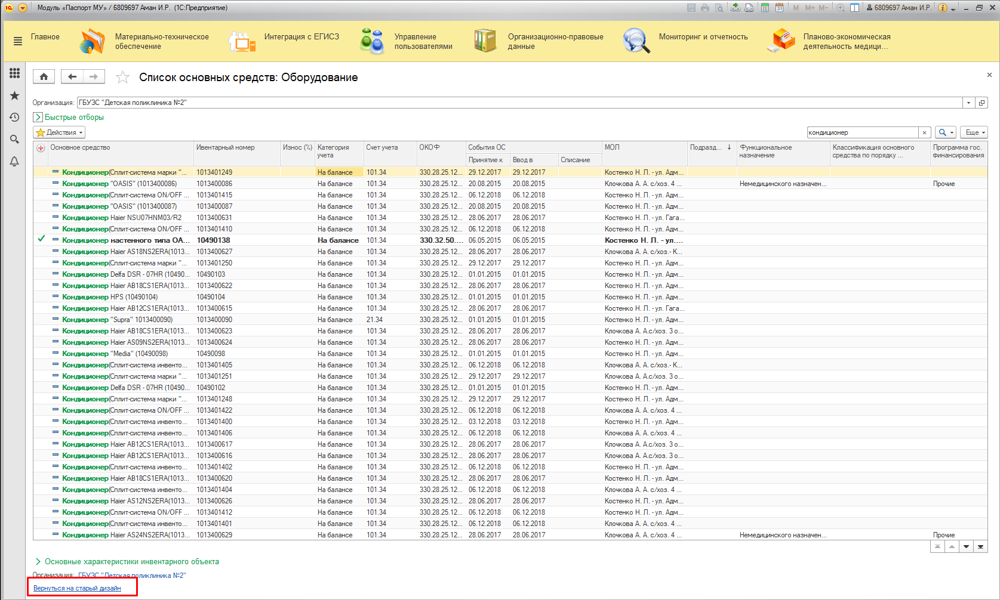 Модуль «Паспорт МУ» / 6809697 Аман И.Р. (1С:Предприятие)
M M+ M- 6809697 Аман И.Р.
Главное
Материально-техническое
обеспечение
Интеграция с ЕГИСЗ
Управление
пользователями
Организационно-правовые
данные
Мониторинг и отчетность
Планово-экономическая
деятельность медици...
Список основных средств: Оборудование
Организация: ГБУЗС "Детская поликлиника №2"
Быстрые отборы
Действия
кондиционер
Еще
Основное средство Ивентарный номер Износ (%) Категория учета Счет учета ОКОФ События ОС МОЛ Подразд... Функциональное назначение Классификация основного средства по порядку ... Программа гос. финансирования
Принятие к Ввод в Списание
Кондиционер(Сплит-система марки "... 1013401249 На балансе 101.34 330.28.25.12... 29.12.2017 29.12.2017 Костенко Н. Л. - ул. Адм...
Кондиционер "OASIS" (1013400086) 1013400086 На балансе 101.34 330.28.25.12... 20.08.2015 20.08.2015 Клочкова А. А. с/хоз. 4 ... Немедицинского назначен... Прочие
Кондиционер(Сплит-система ON/OFF ... 1013401415 На балансе 101.34 330.28.25.12... 06.12.2018 06.12.2018 Костенко Н. Л. - ул. Адм...
Кондиционер "OASIS" (1013400087) 1013400087 На балансе 101.34 330.28.25.12... 20.08.2015 20.08.2015 Костенко Н. Л. - ул. Адм...
Кондиционер Haier NSU07HNM03/R2 1013400631 На балансе 101.34 330.28.25.12... 28.06.2017 28.06.2017 Костенко Н. Л. - ул. Гага...
Кондиционер(Сплит-система ON/OFF ... 1013401410 На балансе 101.34 330.28.25.12... 06.12.2018 06.12.2018 Костенко Н. Л. - ул. Адм...
Кондиционер настенного типа ОА... 10490138 На балансе 101.34 330.32.50.... 06.05.2015 06.05.2015 Костенко Н. Л. - ул....
Кондиционер Haier AS18NS2ERA(1013... 1013400627 На балансе 101.34 330.28.25.12... 28.06.2017 28.06.2017 Клочкова А. А. с/хоз.- К...
Кондиционер(Сплит-система марки "... 1013401250 На балансе 101.34 330.28.25.12... 29.12.2017 29.12.2017 Костенко Н. Л. - ул. Адм...
Кондиционер Delfa DSR - 07HR (10490... 10490103 На балансе 101.34 330.28.25.12... 01.01.2015 01.01.2015 Костенко Н. Л. - ул. Адм...
Кондиционер Haier AB18CS1ERA(1013... 1013400622 На балансе 101.34 330.28.25.12... 28.06.2017 28.06.2017 Костенко Н. Л. - ул. Адм...
Кондиционер HPS (10490104) 10490104 На балансе 101.34 330.28.25.12... 01.01.2015 01.01.2015 Костенко Н. Л. - ул. Адм...
Кондиционер Haier AB12CS1ERA(1013... 1013400615 На балансе 101.34 330.28.25.12... 28.06.2017 28.06.2017 Костенко Н. Л. - ул. Гага...
Кондиционер "Supra" 1013400090) 1013400090 На балансе 21.34 330.28.25.12... 01.01.2015 01.01.2015 Костенко Н. Л. - ул. Адм...
Кондиционер Haier AB18CS1ERA(1013... 1013400623 На балансе 101.34 330.28.25.12... 28.06.2017 28.06.2017 Клочкова А. А.с/хоз. 3 о...
Кондиционер Haier AS09NS2ERA(1013... 1013400624 На балансе 101.34 330.28.25.12... 28.06.2017 28.06.2017 Костенко Н. Л. - ул. Адм...
Кондиционер "Media" (10490098) 10490098 На балансе 101.34 330.28.25.12... 01.01.2015 01.01.2015 Костенко Н. Л. - ул. Адм...
Кондиционер(Сплит-система инвенто... 1013401405 На балансе 101.34 330.28.25.12... 06.12.2018 06.12.2018 Клочкова А. А. с/хоз.- К...
Кондиционер(Сплит-система марки "... 1013401251 На балансе 101.34 330.28.25.12... 29.12.2017 29.12.2017 Клочкова А. А.с/хоз. 3 о...
Кондиционер Delfa DSR - 07HR (10490... 10490102 На балансе 101.34 330.28.25.12... 01.01.2015 01.01.2015 Костенко Н. Л. - ул. Адм...
Кондиционер(Сплит-система марки "... 1013401248 На балансе 101.34 330.28.25.12... 29.12.2017 29.12.2017 Костенко Н. Л. - ул. Адм...
Кондиционер(Сплит-система ON/OFF ... 1013401422 На балансе 101.34 330.28.25.12... 06.12.2018 06.12.2018 Клочкова А. А. с/хоз. 4 ...
Кондиционер(Сплит-система инвенто... 1013401400 На балансе 101.34 330.28.25.12... 03.12.2018 03.12.2018 Костенко Н. Л. - ул. Адм...
Кондиционер(Сплит-система инвенто... 1013401406 На балансе 101.34 330.28.25.12... 06.12.2018 06.12.2018 Клочкова А. А. с/хоз. 4 ...
Кондиционер Haier AB12CS1ERA(1013... 1013400617 На балансе 101.34 330.28.25.12... 28.06.2017 28.06.2017 Клочкова А. А.с/хоз. 3 о...
Кондиционер Haier AB12CS1ERA(1013... 1013400616 На балансе 101.34 330.28.25.12... 28.06.2017 28.06.2017 Клочкова А. А.с/хоз. 3 о...
Кондиционер(Сплит-система инвенто... 1013401402 На балансе 101.34 330.28.25.12... 06.12.2018 06.12.2018 Костенко Н. Л. - ул. Адм...
Кондиционер Haier AB18CS1ERA(1013... 1013400620 На балансе 101.34 330.28.25.12... 28.06.2017 28.06.2017 Костенко Н. Л. - ул. Адм...
Кондиционер(Сплит-система инвенто... 1013401404 На балансе 101.34 330.28.25.12... 06.12.2018 06.12.2018 Клочкова А. А. с/хоз. 4 ...
Кондиционер Haier AS12NS2ERA(1013... 1013400626 На балансе 101.34 330.28.25.12... 28.06.2017 28.06.2017 Костенко Н. Л. - ул. Адм...
Кондиционер(Сплит-система ON/OFF ... 1013401412 На балансе 101.34 330.28.25.12... 06.12.2018 06.12.2018 Костенко Н. Л. - ул. Адм...
Кондиционер(Сплит-система инвенто... 1013401401 На балансе 101.34 330.28.25.12... 06.12.2018 06.12.2018 Клочкова А. А. с/хоз. 4 ...
Кондиционер Haier AS24NS2ERA(1013... 1013400629 На балансе 101.34 330.28.25.12... 28.06.2017 28.06.2017 Клочкова А. А. с/хоз. 4 ... Немедицинского назначен... Прочие
Основные характеристики инвентарного объекта
Организация: ГБУЗС "Детская поликлиника №2"
Вернуться на старый дизайн